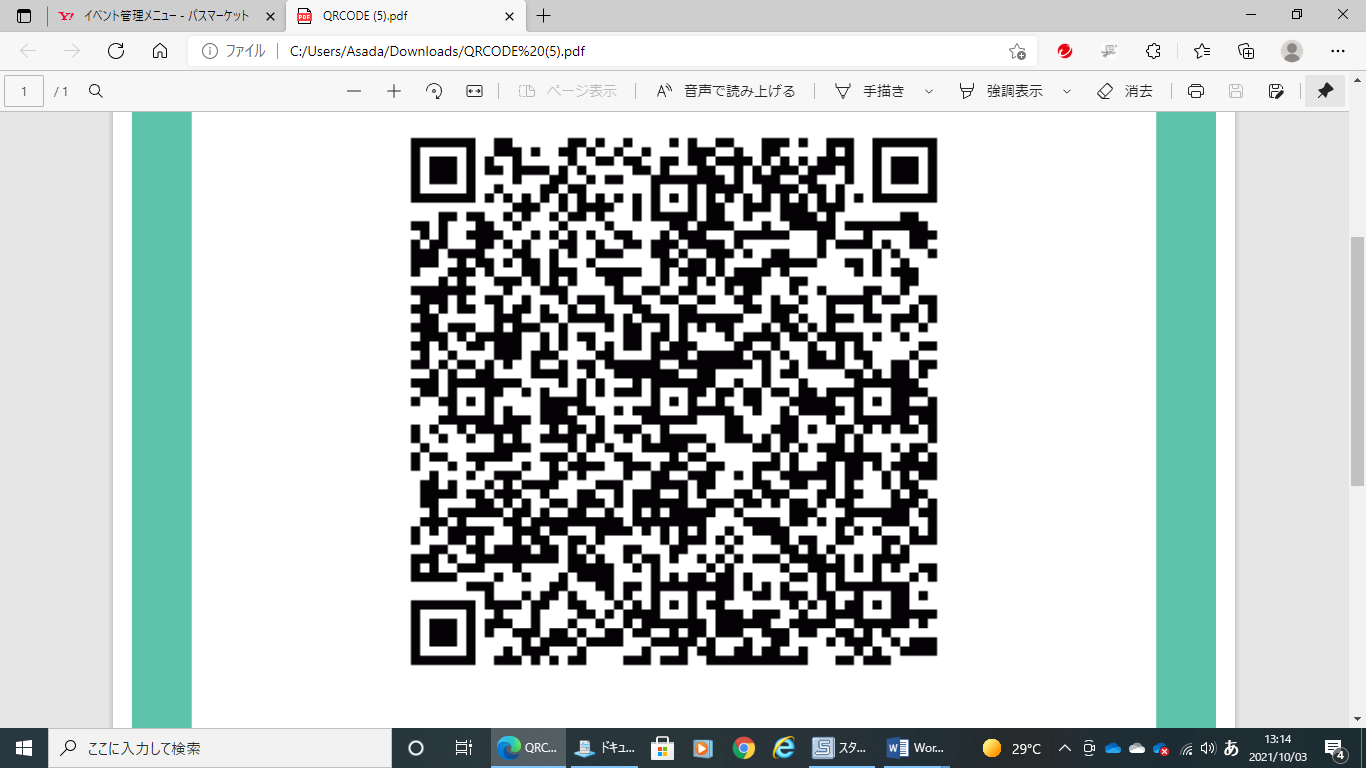 イベント管理メニュー - パスマーケット
QRCODE (5).pdf
ファイル
C:/Users/Asada/Downloads/QRCODE%20(5).pdf
1 / 1
ページ表示
音声で読み上げる
手描き
強調表示
消去
ここに入力して検索
QRC...
ドキュ...
スタ...
Wor...
29°C
あ
13:14
2021/10/03
4